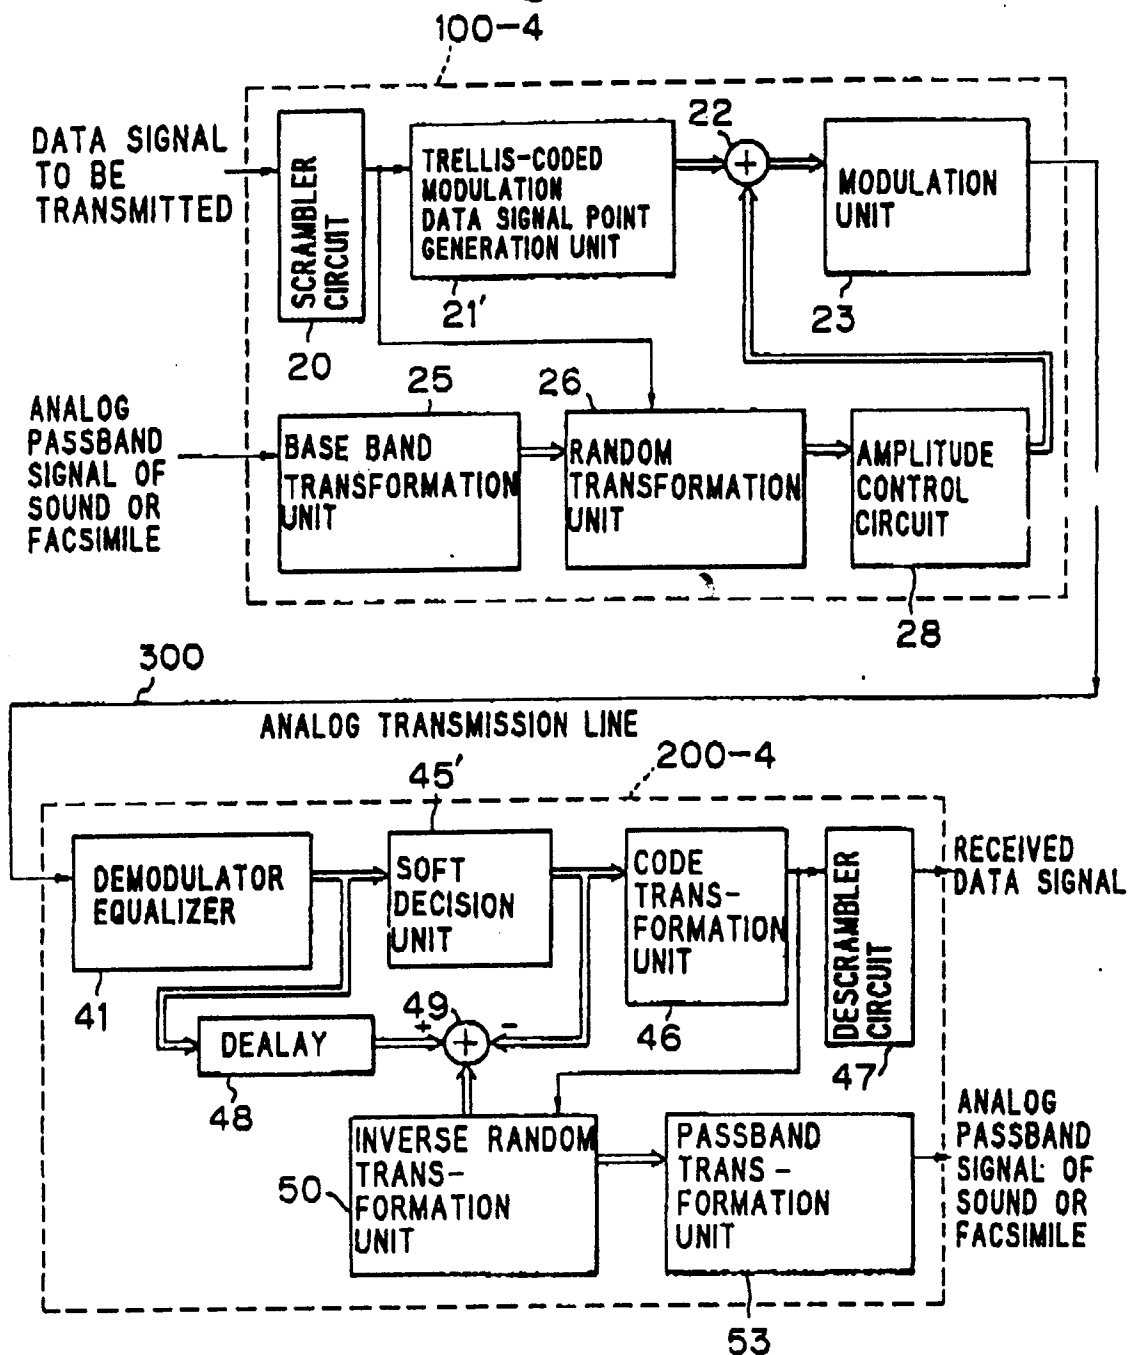 100-4
DATA SIGNAL
TO BE
TRANSMITTED
SCRAMBLER
CIRCUIT
20
TRELLIS-CODED
MODULATION
DATA SIGNAL POINT
GENERATION UNIT
21'
22
+
MODULATION
UNIT
23
ANALOG
PASSBAND
SIGNAL OF
SOUND OR
FACSIMILE
25
BASE BAND
TRANSFORMATION
UNIT
26
RANDOM
TRANSFORMATION
UNIT
AMPLITUDE
CONTROL
CIRCUIT
28
300
ANALOG TRANSMISSION LINE
200-4
DEMODULATOR
EQUALIZER
41
45'
SOFT
DECISION
UNIT
CODE
TRANS-
FORMATION
UNIT
46
DESCRAMBLER
CIRCUIT
47
RECEIVED
DATA SIGNAL
DEALAY
48
49
+
-
+
INVERSE RANDOM
TRANS-
FORMATION
UNIT
50
PASSBAND
TRANS-
FORMATION
UNIT
53
ANALOG
PASSBAND
SIGNAL OF
SOUND OR
FACSIMILE